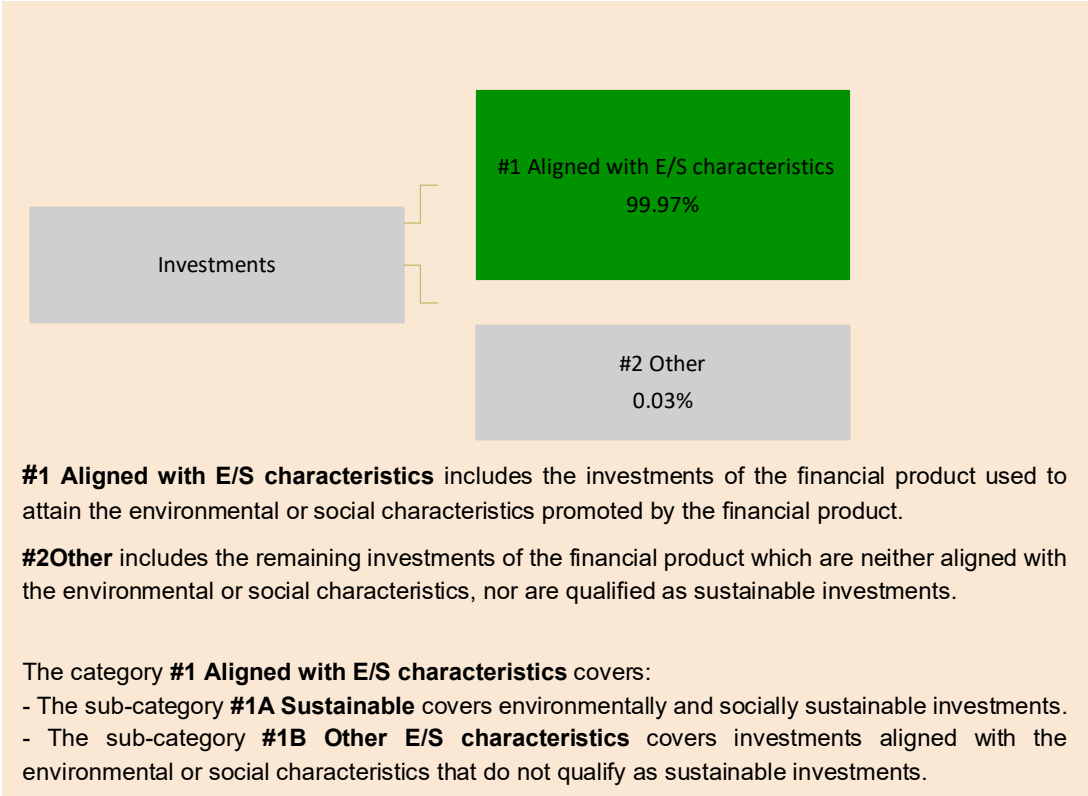 #1 Aligned with E/S characteristics
99.97%
Investments
#2 Other
0.03%
#1 Aligned with E/S characteristics includes the investments of the financial product used to
attain the environmental or social characteristics promoted by the financial product.
#2Other includes the remaining investments of the financial product which are neither aligned with
the environmental or social characteristics, nor are qualified as sustainable investments.
The category #1 Aligned with E/S characteristics covers:
- The sub-category #1A Sustainable covers environmentally and socially sustainable investments.
- The sub-category #1B Other E/S characteristics covers investments aligned with the
environmental or social characteristics that do not qualify as sustainable investments.